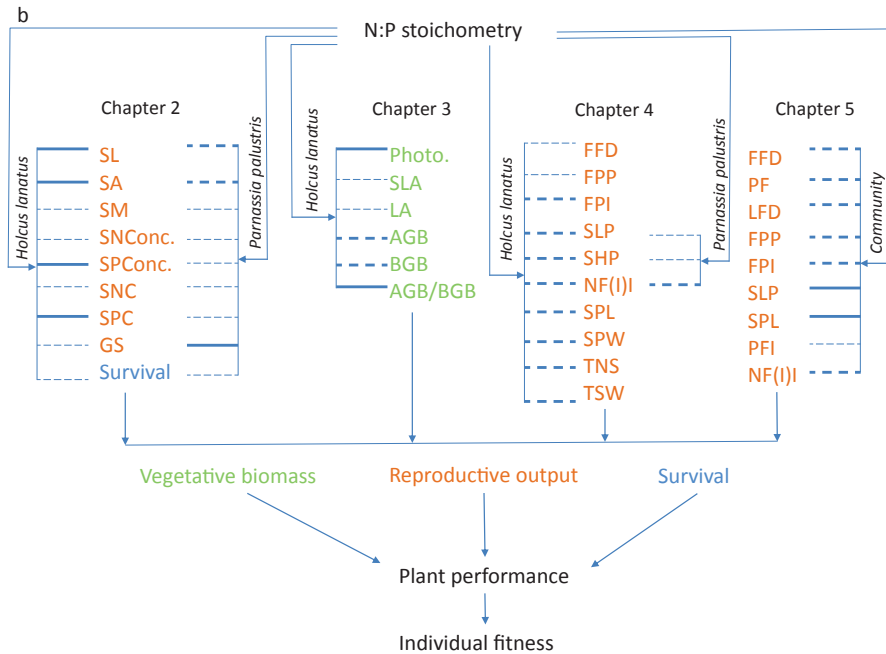 b
N:P stoichometry
Chapter 2
Chapter 3
Chapter 4
Chapter 5
Holcus lanatus
SL
SA
SM
SNConc.
SPConc.
SNC
SPC
GS
Survival
Parnassia palustris
Holcus lanatus
Photo.
SLA
LA
AGB
BGB
AGB/BGB
Holcus lanatus
FFD
FPP
FPI
SLP
SHP
NF(I)I
SPL
SPW
TNS
TSW
Parnassia palustris
FFD
PF
LFD
FPP
FPI
SLP
SPL
PFI
NF(I)I
Community
Vegetative biomass
Reproductive output
Survival
Plant performance
Individual fitness